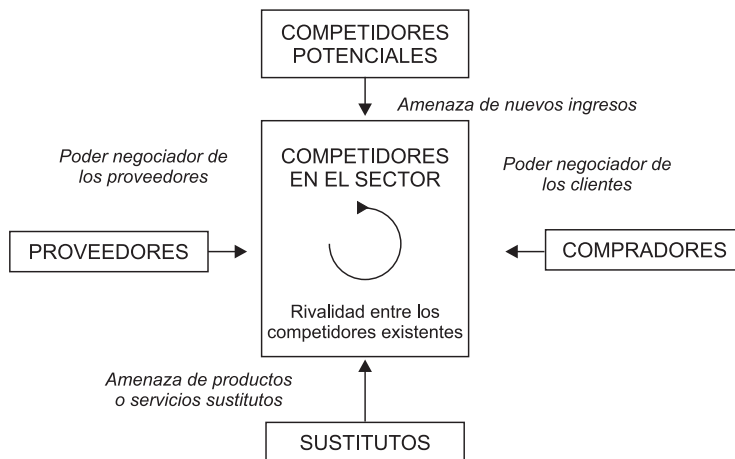 COMPETIDORES
POTENCIALES
Amenaza de nuevos ingresos
Poder negociador de
los proveedores
COMPETIDORES
EN EL SECTOR
Poder negociador de
los clientes
PROVEEDORES
COMPRADORES
Rivalidad entre los
competidores existentes
Amenaza de productos
o servicios sustitutos
SUSTITUTOS